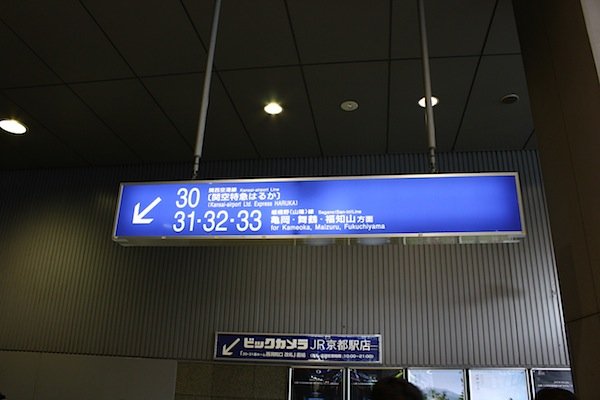 30 関西空港線 Kansai-airport Line
[関空特急はるか]
(Kansai-airport Ltd. Express HARUKA)
31・32・33 嵯峨野(山陰)線 Sagano(San-in)Line
亀岡・舞鶴・福知山方面
for Kameoka, Maizuru, Fukuchiyama
ビックカメラ JR京都駅店